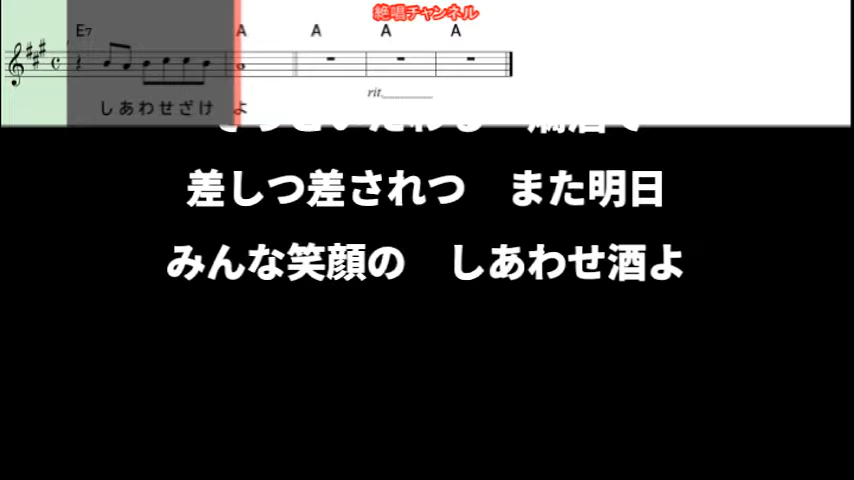 絶唱チャンネル
E7 A A A A
rit.
しあわせざけ よ
差しつ差されつ また明日
みんな笑顔の しあわせ酒よ